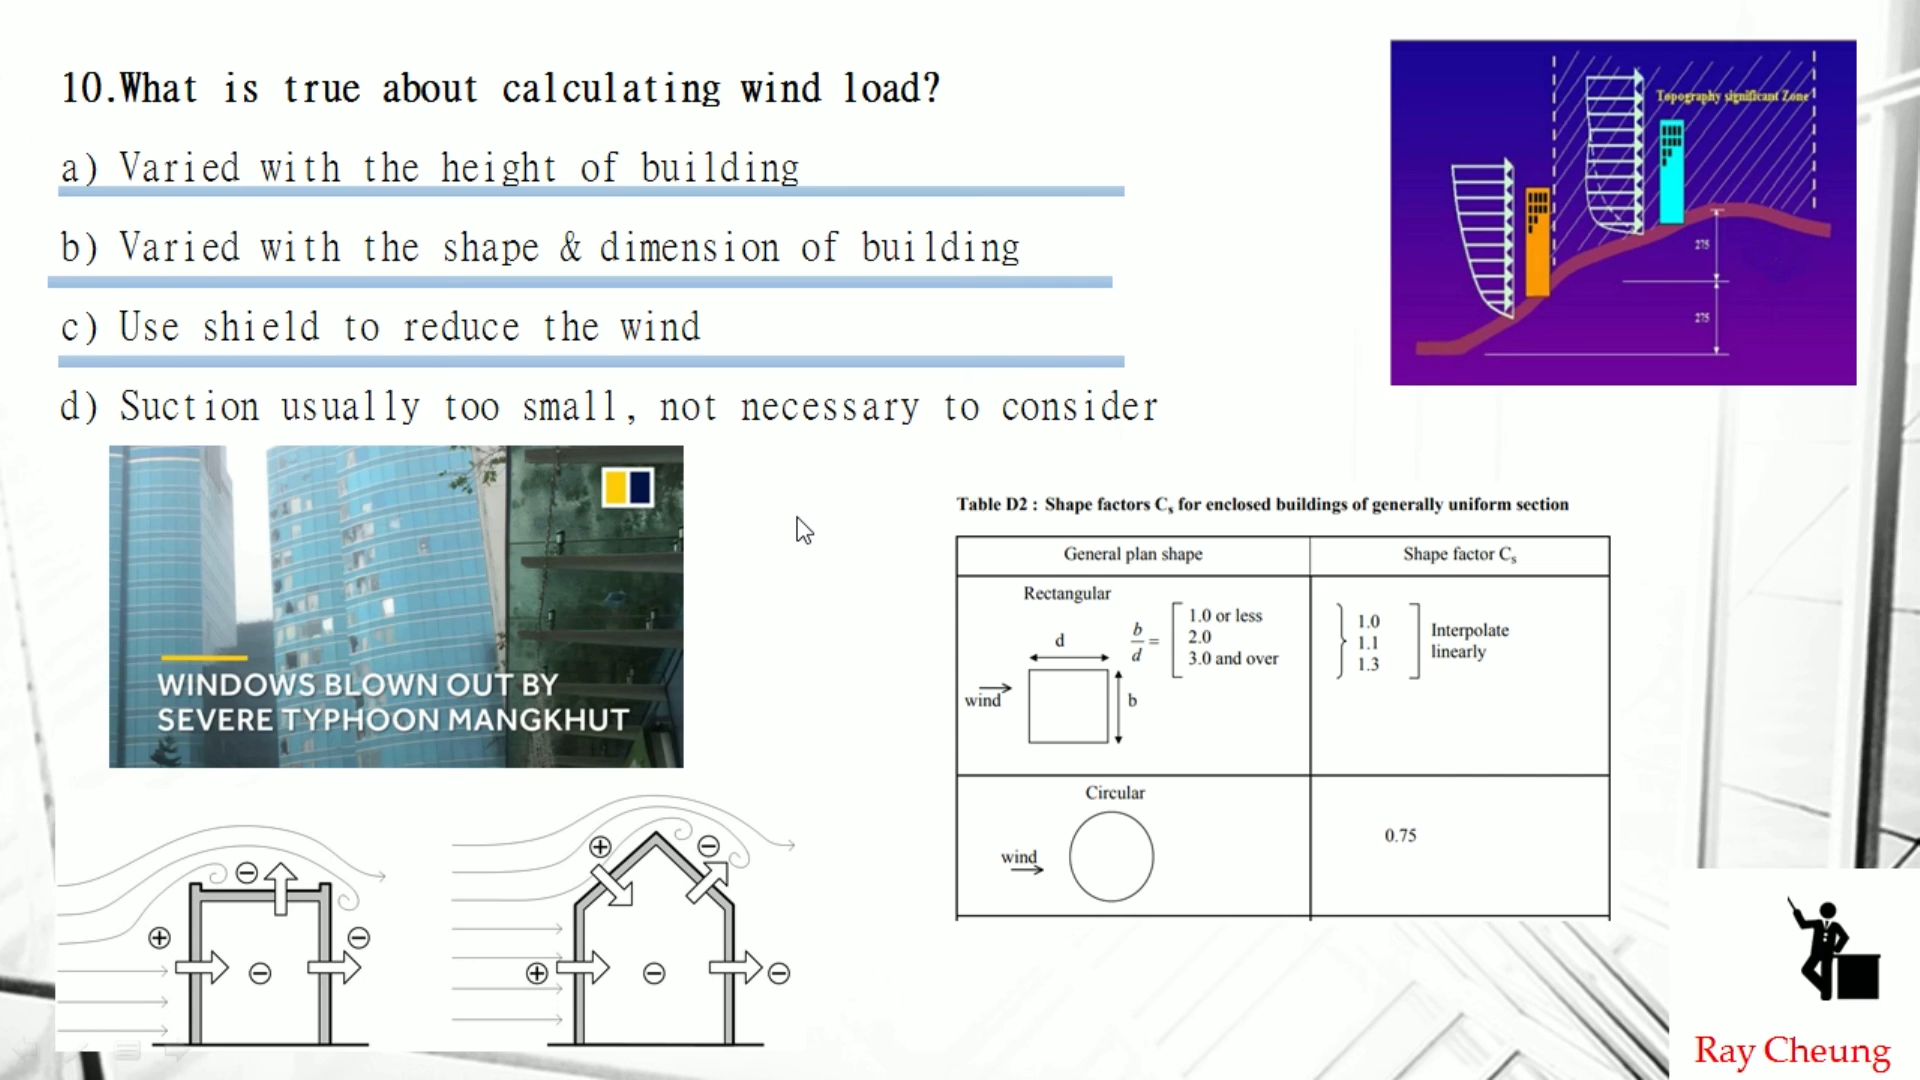 10.What is true about calculating wind load?
a) Varied with the height of building
b) Varied with the shape & dimension of building
c) Use shield to reduce the wind
d) Suction usually too small, not necessary to consider
Topography significant Zone
275
275
WINDOWS BLOWN OUT BY
SEVERE TYPHOON MANGKHUT
Table D2 : Shape factors Cs for enclosed buildings of generally uniform section
General plan shape
Shape factor Cs
Rectangular
d
b
wind
b/d =
1.0 or less
2.0
3.0 and over
1.0
1.1
1.3
Interpolate
linearly
Circular
wind
0.75
Ray Cheung